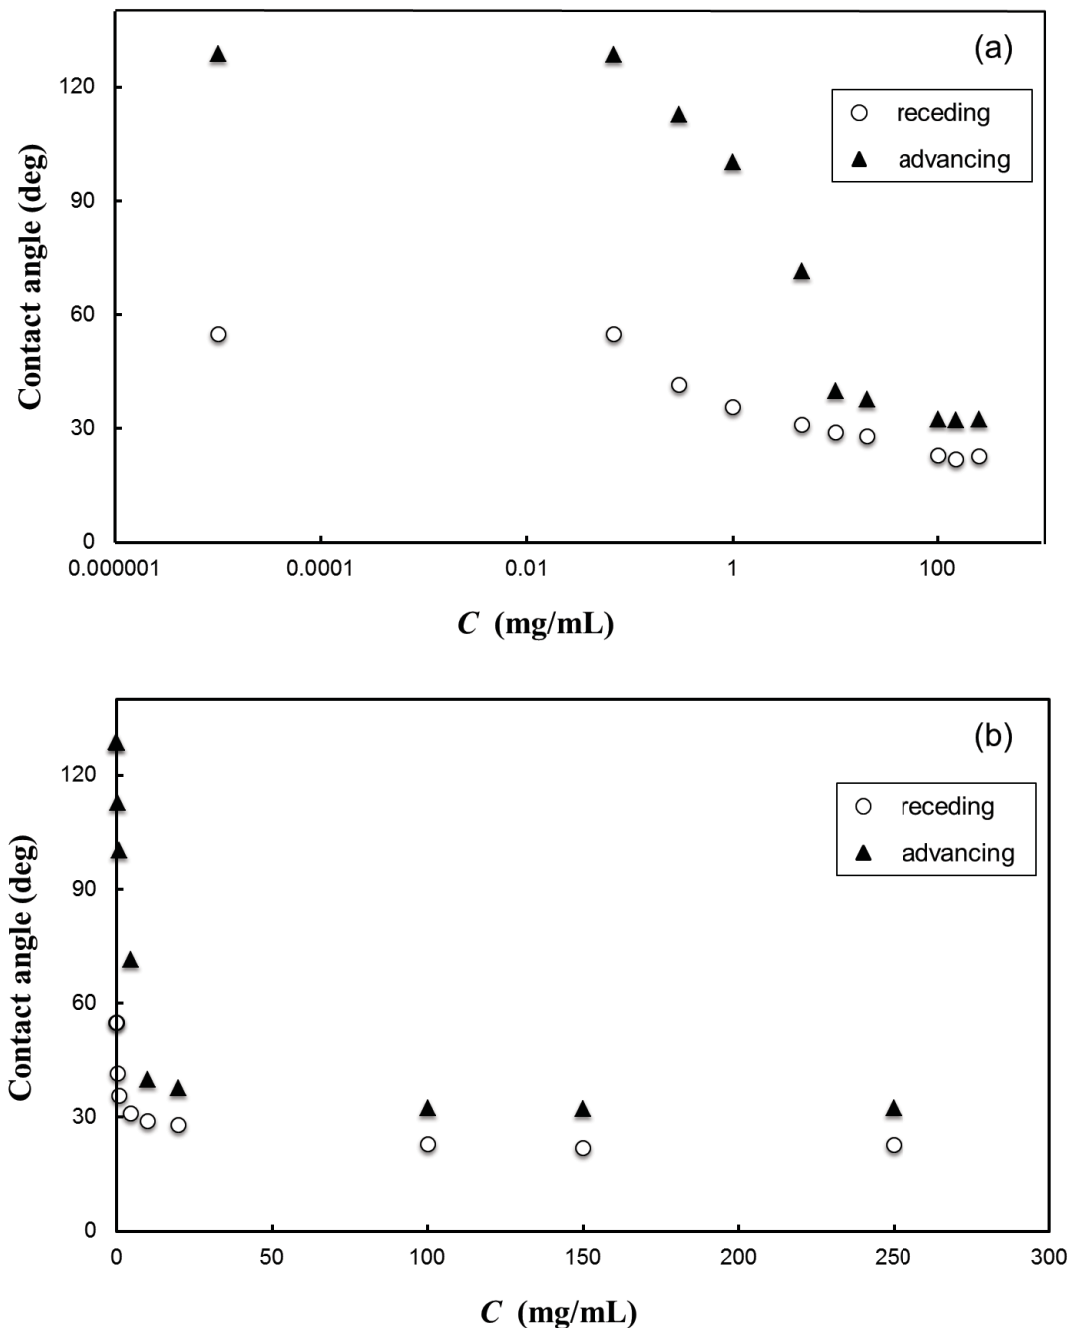 (a)
120
receding
advancing
90
60
30
0
0.000001 0.0001 0.01 1 100
Contact angle (deg)
C (mg/mL)
(b)
120
receding
advancing
90
60
30
0
0 50 100 150 200 250 300
Contact angle (deg)
C (mg/mL)